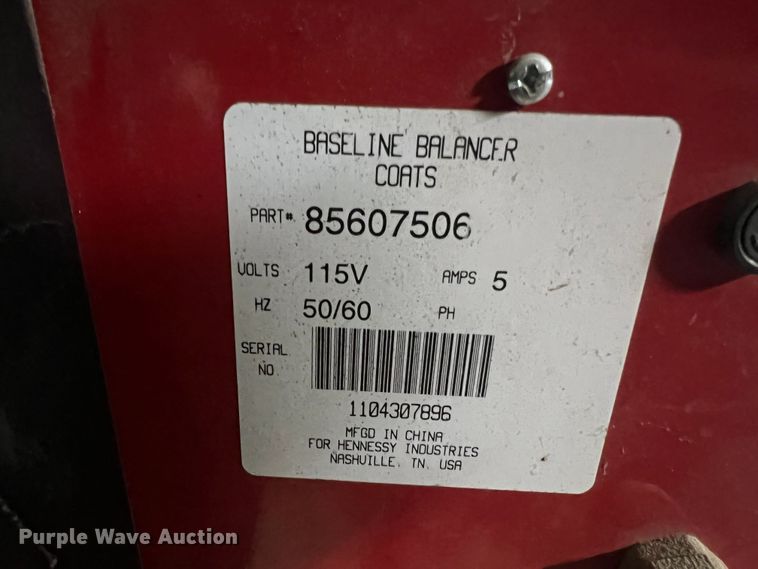 BASELINE BALANCER
COATS
PART# 85607506
VOLTS 115V AMPS 5
HZ 50/60 PH
SERIAL
NO
1104307896
MFGD IN CHINA
FOR HENNESSY INDUSTRIES
NASHVILLE, TN. USA
Purple Wave Auction